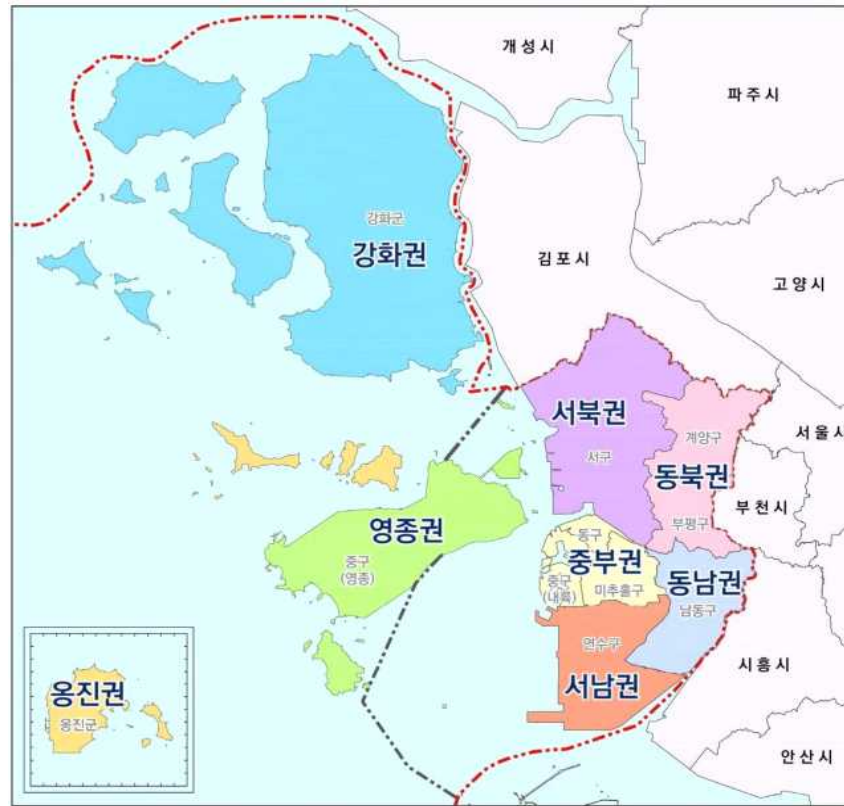 개성시
파주시
강화군
강화권
김포시
고양시
서북권
서구
계양구
서울시
동북권
부천시
부평구
영종권
중구
(영종)
동구
중부권
중구
(내륙)
미추홀구
동남권
남동구
연수구
서남권
시흥시
옹진권
옹진군
안산시